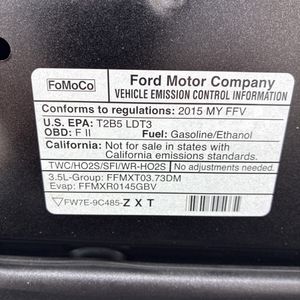 FoMoCo
Ford Motor Company
VEHICLE EMISSION CONTROL INFORMATION
Conforms to regulations: 2015 MY FFV
U.S. EPA: T2B5 LDT3
OBD: F II Fuel: Gasoline/Ethanol
California: Not for sale in states with
California emissions standards.
TWC/HO2S/SFI/WR-HO2S No adjustments needed.
3.5L-Group: FFMXT03.73DM
Evap: FFMXR0145GBV
FW7E-9C485-Z X T